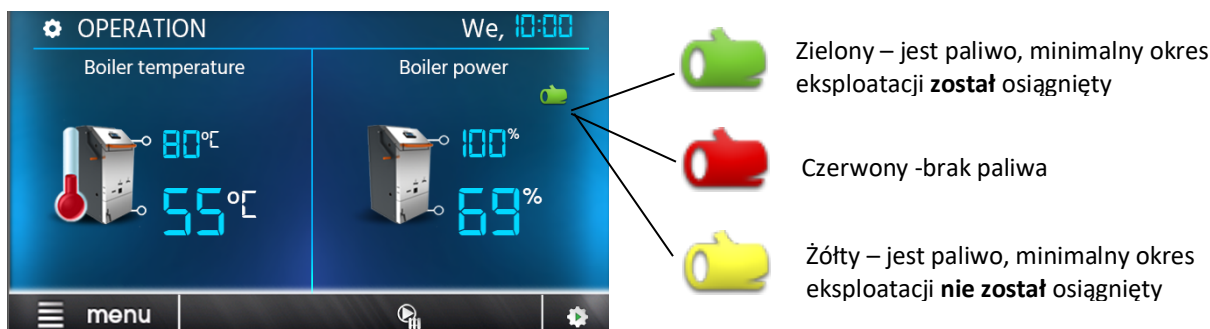 OPERATION
We, 10:00
Boiler temperature
Boiler power
80°C
55°C
100%
69%
menu
Zielony – jest paliwo, minimalny okres
eksploatacji został osiągnięty
Czerwony -brak paliwa
Żółty – jest paliwo, minimalny okres
eksploatacji nie został osiągnięty